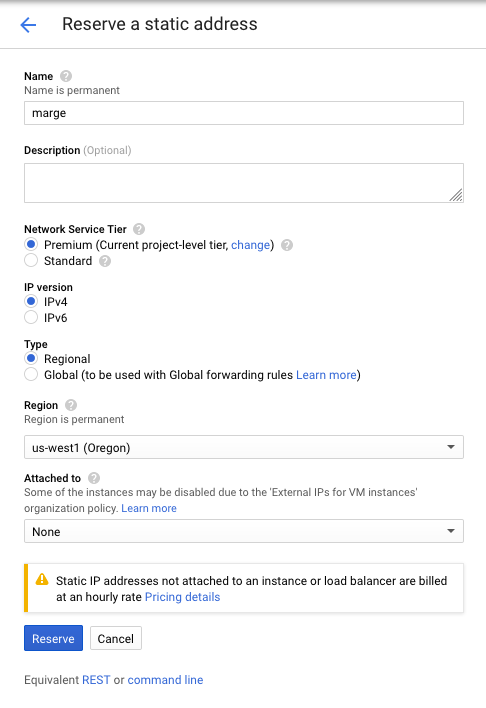 Reserve a static address
Name
Name is permanent
marge
Description (Optional)
Network Service Tier
Premium (Current project-level tier, change)
Standard
IP version
IPv4
IPv6
Type
Regional
Global (to be used with Global forwarding rules Learn more)
Region
Region is permanent
us-west1 (Oregon)
Attached to
Some of the instances may be disabled due to the 'External IPs for VM instances'
organization policy. Learn more
None
Static IP addresses not attached to an instance or load balancer are billed
at an hourly rate Pricing details
Reserve Cancel
Equivalent REST or command line